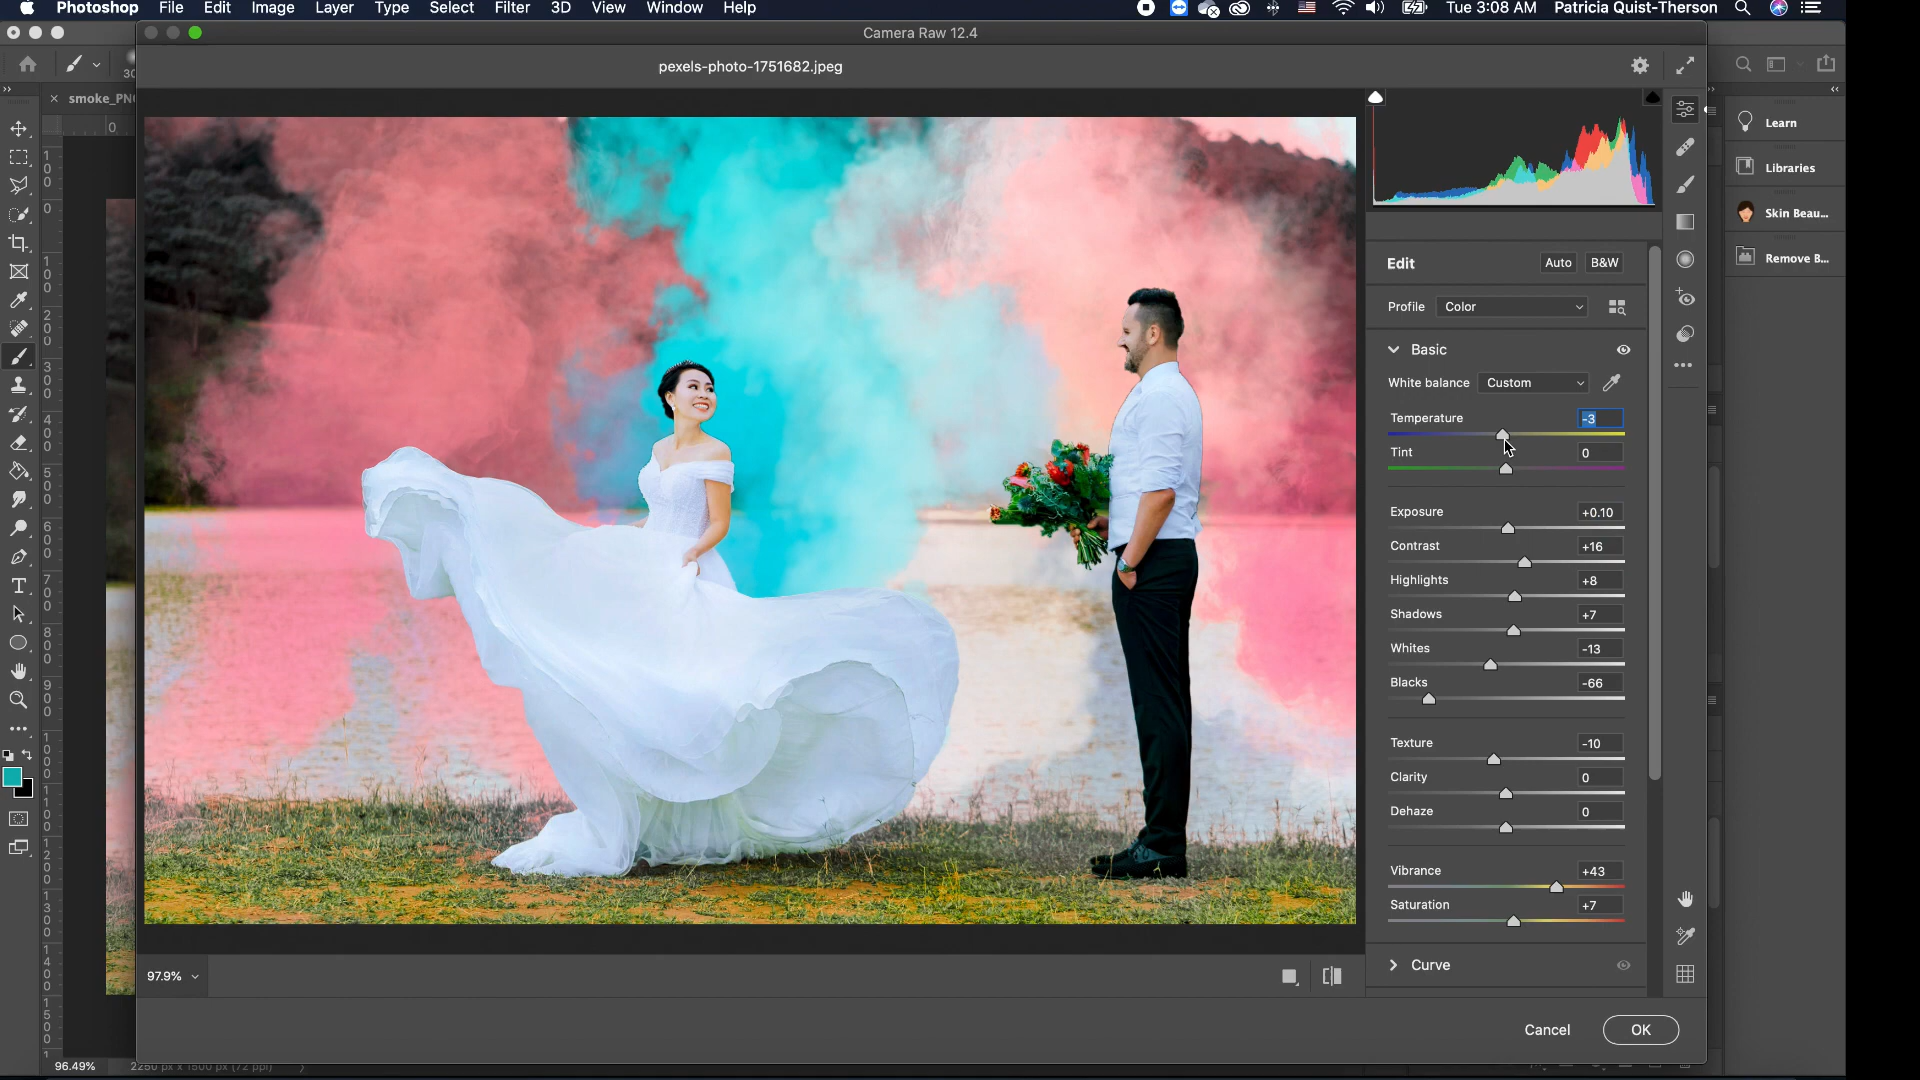 Photoshop File Edit Image Layer Type Select Filter 3D View Window Help Tue 3:08 AM Patricia Quist-Therson
Camera Raw 12.4
pexels-photo-1751682.jpeg
smoke_PN
Learn
Libraries
Skin Beau...
Remove B...
Edit Auto B&W
Profile Color
Basic
White balance Custom
Temperature -3
Tint 0
Exposure +0.10
Contrast +16
Highlights +8
Shadows +7
Whites -13
Blacks -66
Texture -10
Clarity 0
Dehaze 0
Vibrance +43
Saturation +7
Curve
97.9%
Cancel OK
96.49% 2250 px x 1500 px (72 ppi)